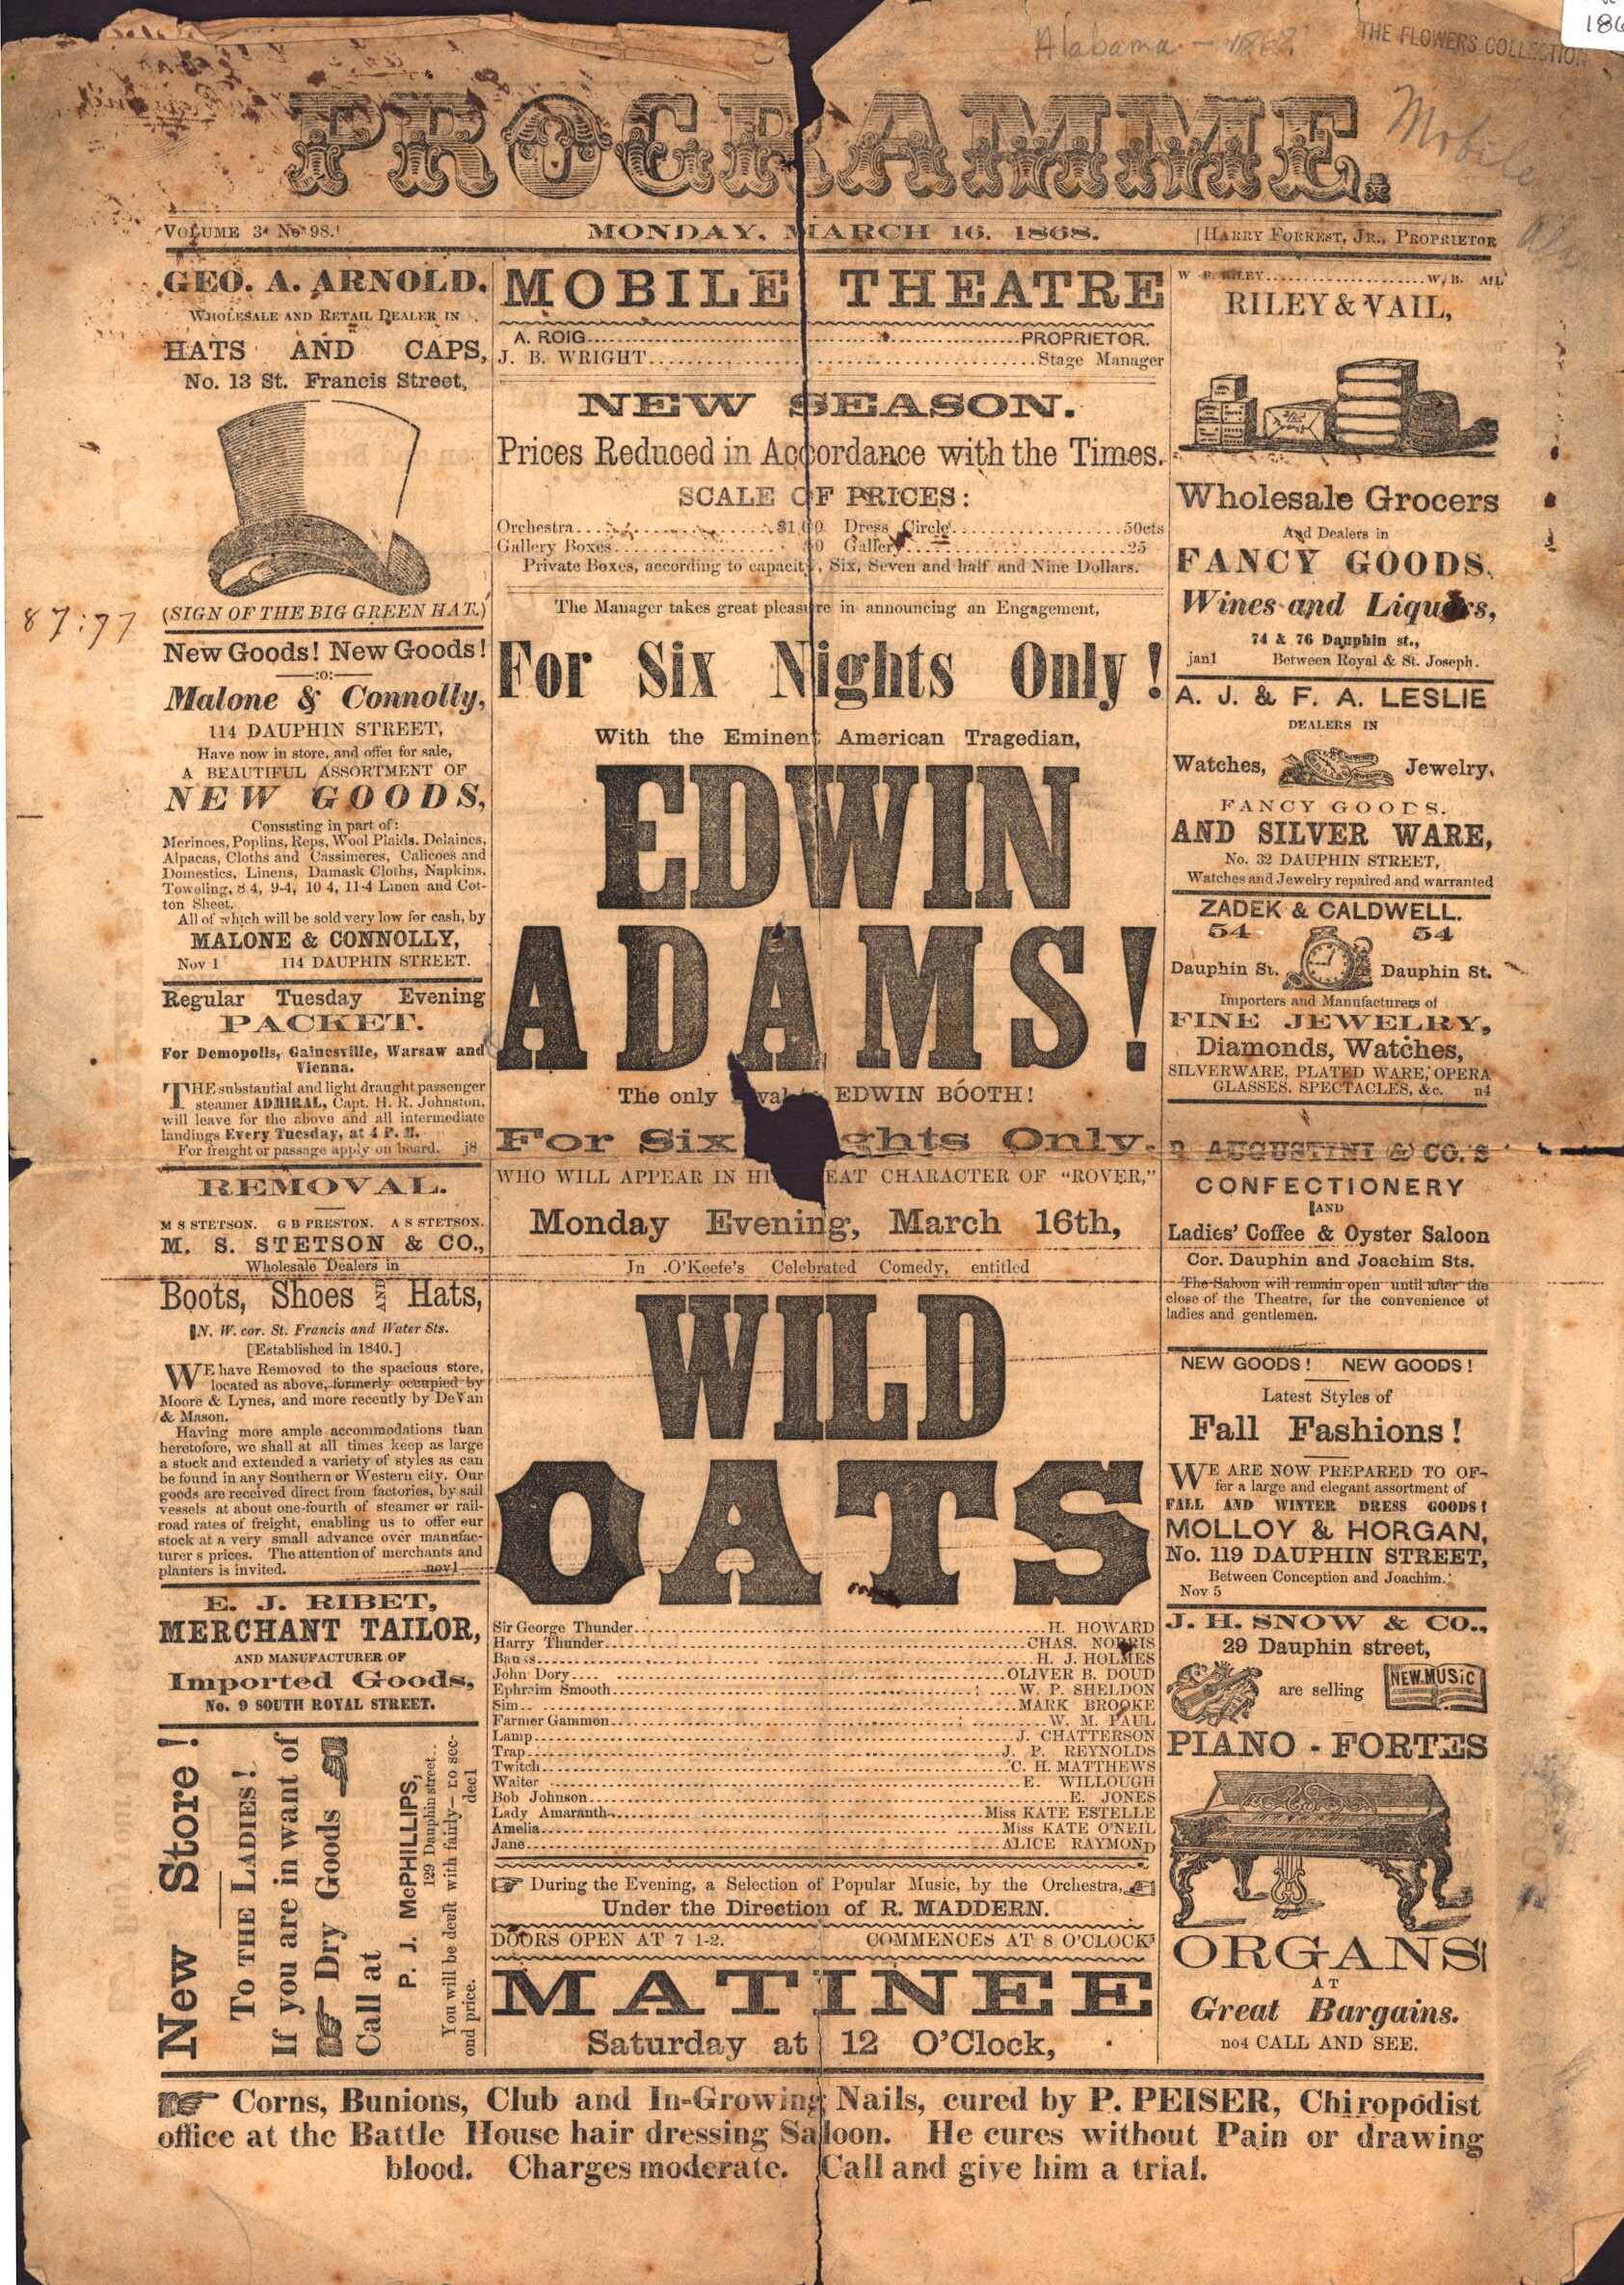 Alabama - 1868.
THE FLOWERS COLLECTION
186
Mobile
Ala
PROGRAMME.
VOLUME 3 No 98.
MONDAY, MARCH 16, 1868.
HARRY FORREST, JR., PROPRIETOR
GEO. A. ARNOLD,
WHOLESALE AND RETAIL DEALER IN
HATS AND CAPS,
No. 13 St. Francis Street,
(SIGN OF THE BIG GREEN HAT.)
87:77
New Goods! New Goods!
:o:
Malone & Connolly,
114 DAUPHIN STREET,
Have now in store, and offer for sale,
A BEAUTIFUL ASSORTMENT OF
NEW GOODS,
Consisting in part of:
Merinoes, Poplins, Reps, Wool Plaids, Delaines,
Alpacas, Cloths and Cassimeres, Calicoes and
Domestics, Linens, Damask Cloths, Napkins,
Toweling, 8 4, 9-4, 10 4, 11-4 Linen and Cot-
ton Sheet.
All of which will be sold very low for cash, by
MALONE & CONNOLLY,
Nov 1 114 DAUPHIN STREET.
Regular Tuesday Evening
PACKET.
For Demopolis, Gainesville, Warsaw and
Vienna.
THE substantial and light draught passenger
steamer ADMIRAL, Capt. H. R. Johnston,
will leave for the above and all intermediate
landings Every Tuesday, at 4 P. M.
For freight or passage apply on board. j8
REMOVAL.
M S STETSON. G B PRESTON. A S STETSON.
M. S. STETSON & CO.,
Wholesale Dealers in
Boots, Shoes AND Hats,
N. W. cor. St. Francis and Water Sts.
[Established in 1840.]
WE have Removed to the spacious store,
located as above, formerly occupied by
Moore & Lynes, and more recently by DeVan
& Mason.
Having more ample accommodations than
heretofore, we shall at all times keep as large
a stock and extended a variety of styles as can
be found in any Southern or Western city. Our
goods are received direct from factories, by sail
vessels at about one-fourth of steamer or rail-
road rates of freight, enabling us to offer our
stock at a very small advance over manufac-
turer s prices. The attention of merchants and
planters is invited. nov1
E. J. RIBET,
MERCHANT TAILOR,
AND MANUFACTURER OF
Imported Goods,
No. 9 SOUTH ROYAL STREET.
New Store!
To THE LADIES!
If you are in want of
Dry Goods
Call at
P. J. McPHILLIPS,
129 Dauphin street..
You will be dealt with fairly—no sec-
ond price. dec1
MOBILE THEATRE
A. ROIG PROPRIETOR.
J. B. WRIGHT Stage Manager
NEW SEASON.
Prices Reduced in Accordance with the Times.
SCALE OF PRICES:
Orchestra $1.00 Dress Circle 50cts
Gallery Boxes 50 Gallery 25
Private Boxes, according to capacity, Six, Seven and half and Nine Dollars.
The Manager takes great pleasure in announcing an Engagement,
For Six Nights Only!
With the Eminent American Tragedian,
EDWIN
ADAMS!
The only EDWIN BOOTH!
For Six ghts Only.
WHO WILL APPEAR IN HI EAT CHARACTER OF "ROVER,"
Monday Evening, March 16th,
In O'Keefe's Celebrated Comedy, entitled
WILD
OATS
Sir George Thunder H. HOWARD
Harry Thunder CHAS. NORRIS
Banks H. J. HOLMES
John Dory OLIVER B. DOUD
Ephraim Smooth W. P. SHELDON
Sim MARK BROOKE
Farmer Gammon W. M. PAUL
Lamp J. CHATTERSON
Trap J. P. REYNOLDS
Twitch C. H. MATTHEWS
Waiter E. WILLOUGH
Bob Johnson E. JONES
Lady Amaranth Miss KATE ESTELLE
Amelia Miss KATE O'NEIL
Jane ALICE RAYMOND
During the Evening, a Selection of Popular Music, by the Orchestra,
Under the Direction of R. MADDERN.
DOORS OPEN AT 7 1-2. COMMENCES AT 8 O'CLOCK
MATINEE
Saturday at 12 O'Clock,
RILEY & VAIL,
Wholesale Grocers
And Dealers in
FANCY GOODS,
Wines and Liquors,
74 & 76 Dauphin st.,
jan1 Between Royal & St. Joseph.
A. J. & F. A. LESLIE
DEALERS IN
Watches, Jewelry,
FANCY GOODS.
AND SILVER WARE,
No. 32 DAUPHIN STREET,
Watches and Jewelry repaired and warranted
ZADEK & CALDWELL.
54 54
Dauphin St. Dauphin St.
Importers and Manufacturers of
FINE JEWELRY,
Diamonds, Watches,
SILVERWARE, PLATED WARE, OPERA
GLASSES. SPECTACLES, &c. n4
AUGUSTINI & CO.'S
CONFECTIONERY
AND
Ladies' Coffee & Oyster Saloon
Cor. Dauphin and Joachim Sts.
The Saloon will remain open until after the
close of the Theatre, for the convenience of
ladies and gentlemen.
NEW GOODS! NEW GOODS!
Latest Styles of
Fall Fashions!
WE ARE NOW PREPARED TO OF-
fer a large and elegant assortment of
FALL AND WINTER DRESS GOODS!
MOLLOY & HORGAN,
No. 119 DAUPHIN STREET,
Between Conception and Joachim.
Nov 5
J. H. SNOW & CO.,
29 Dauphin street,
are selling NEW MUSIC
PIANO - FORTES
ORGANS
AT
Great Bargains.
no4 CALL AND SEE.
Corns, Bunions, Club and In-Growing Nails, cured by P. PEISER, Chiropodist
office at the Battle House hair dressing Saloon. He cures without Pain or drawing
blood. Charges moderate. Call and give him a trial.